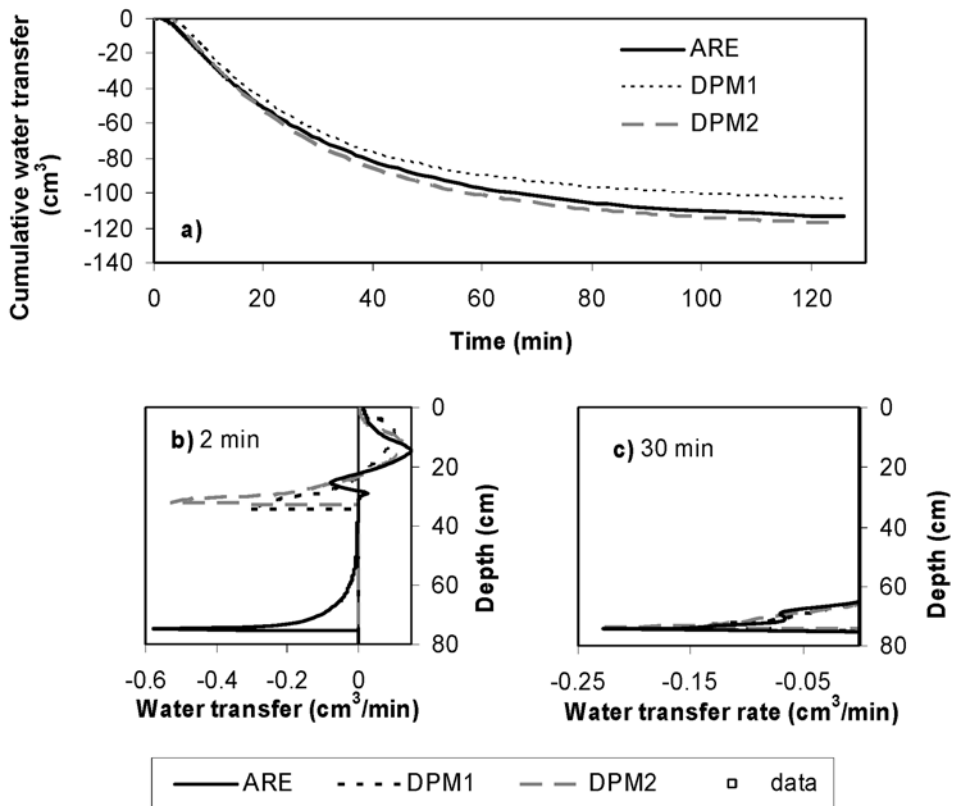 Cumulative water transfer
(cm³)
0
-20
-40
-60
-80
-100
-120
-140
ARE
DPM1
DPM2
a)
0 20 40 60 80 100 120
Time (min)
b) 2 min
0
20
40
60
80
Depth (cm)
-0.6 -0.4 -0.2 0
Water transfer (cm³/min)
c) 30 min
0
20
40
60
80
Depth (cm)
-0.25 -0.15 -0.05
Water transfer rate (cm³/min)
ARE DPM1 DPM2 data